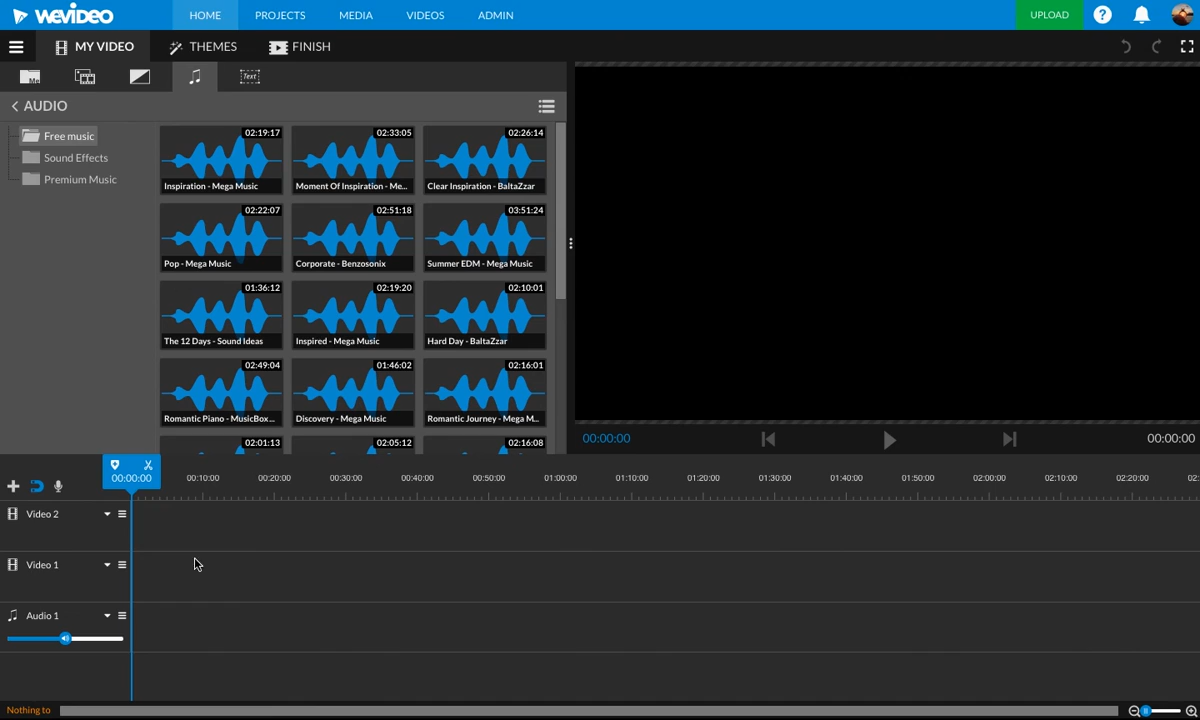 WEVIDEO HOME PROJECTS MEDIA VIDEOS ADMIN UPLOAD ?
MY VIDEO THEMES FINISH
Me Text
AUDIO
Free music
Sound Effects
Premium Music
02:19:17 02:33:05 02:26:14
Inspiration - Mega Music Moment Of Inspiration - Me... Clear Inspiration - BaltaZzar
02:22:07 02:51:18 03:51:24
Pop - Mega Music Corporate - Benzosonix Summer EDM - Mega Music
01:36:12 02:19:20 02:10:01
The 12 Days - Sound Ideas Inspired - Mega Music Hard Day - BaltaZzar
02:49:04 01:46:02 02:16:01
Romantic Piano - MusicBox... Discovery - Mega Music Romantic Journey - Mega M...
02:01:13 02:05:12 02:16:08
00:00:00 00:00:00
00:00:00 00:10:00 00:20:00 00:30:00 00:40:00 00:50:00 01:00:00 01:10:00 01:20:00 01:30:00 01:40:00 01:50:00 02:00:00 02:10:00 02:20:00 02:
Video 2
Video 1
Audio 1
Nothing to